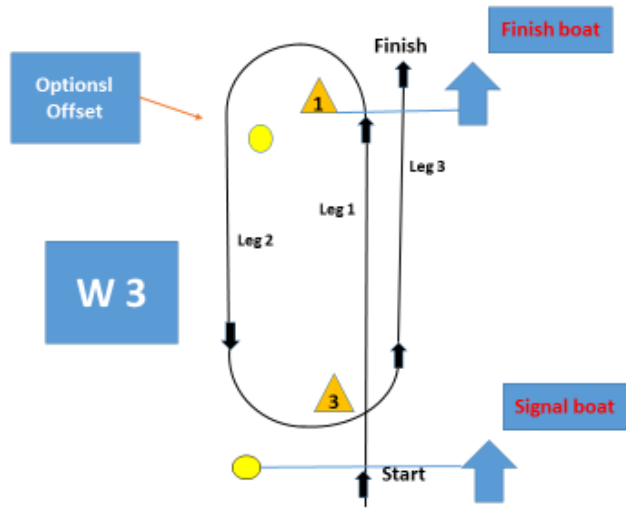 Finish boat
Finish
Optionsl
Offset
1
Leg 3
Leg 1
Leg 2
W 3
3
Signal boat
Start